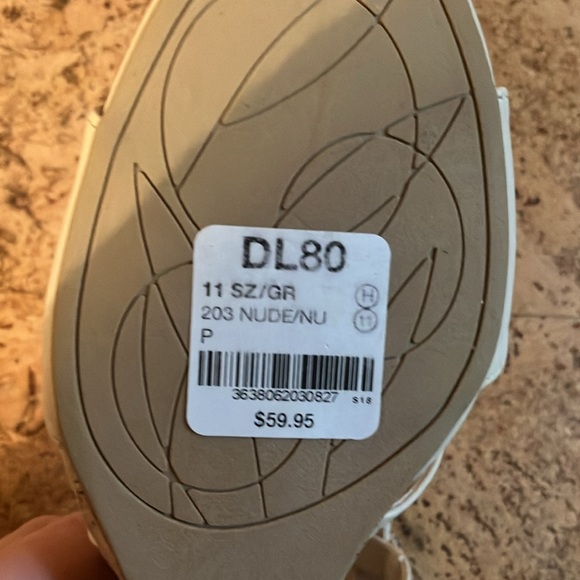 DL80
11 SZ/GR H
203 NUDE/NU 11
P
3638062030827 S18
$59.95